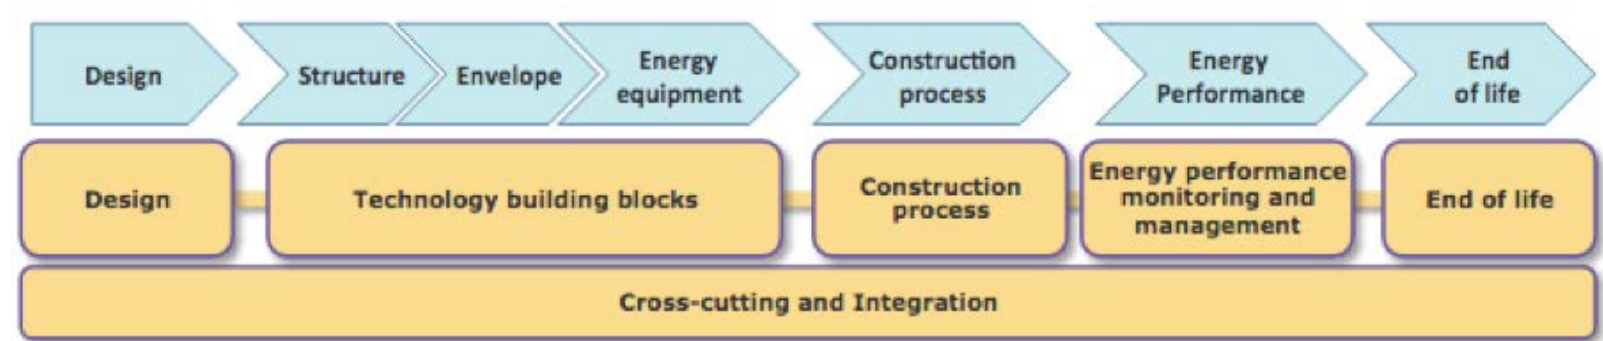 Design
Structure
Envelope
Energy
equipment
Construction
process
Energy
Performance
End
of life
Design
Technology building blocks
Construction
process
Energy performance
monitoring and
management
End of life
Cross-cutting and Integration